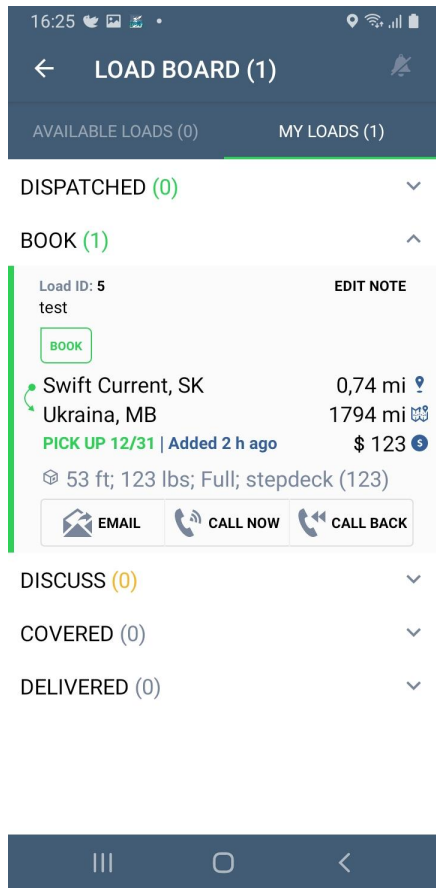 16:25
LOAD BOARD (1)
AVAILABLE LOADS (0) MY LOADS (1)
DISPATCHED (0)
BOOK (1)
Load ID: 5 EDIT NOTE
test
BOOK
Swift Current, SK 0,74 mi
Ukraina, MB 1794 mi
PICK UP 12/31 | Added 2 h ago $ 123
53 ft; 123 lbs; Full; stepdeck (123)
EMAIL CALL NOW CALL BACK
DISCUSS (0)
COVERED (0)
DELIVERED (0)